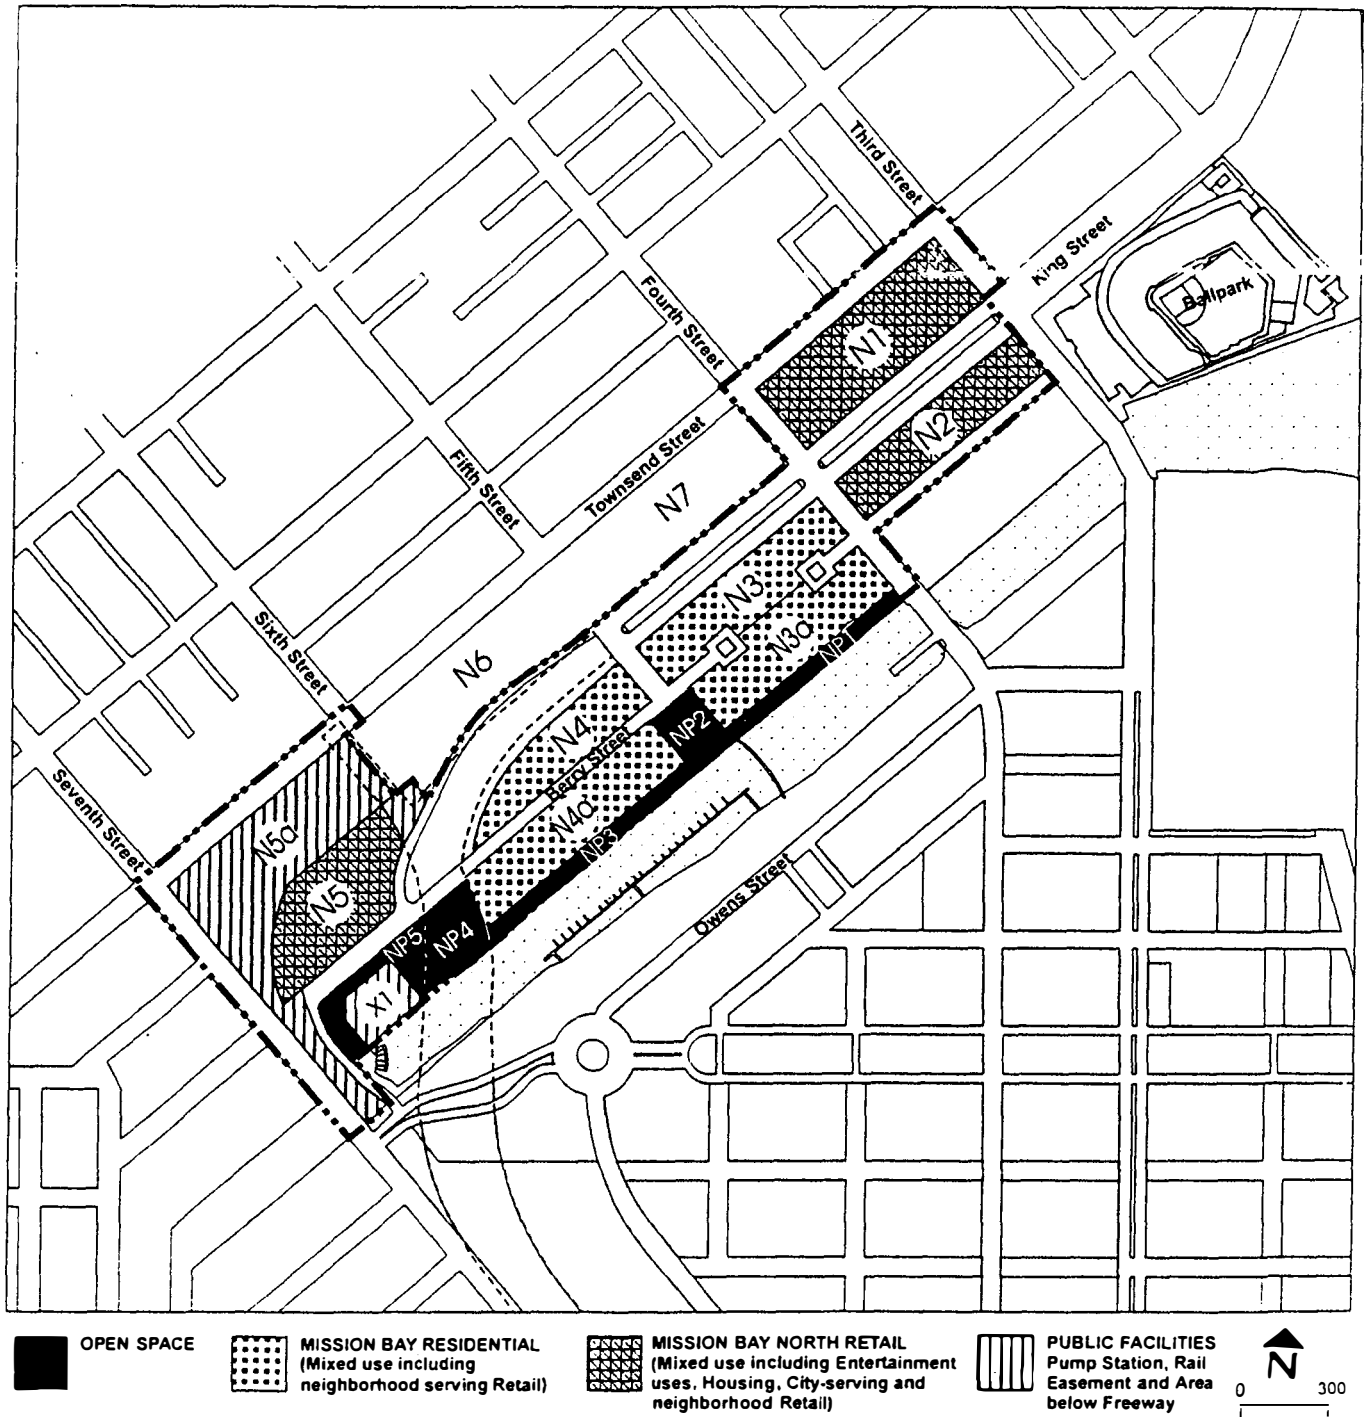 Third Street
King Street
Ballpark
Fourth Street
N1
N2
Townsend Street
Fifth Street
N7
N3
N3a
NP1
Sixth Street
N6
N4
NP2
Berry Street
N4a
NP3
Seventh Street
N5a
N5
Owens Street
NP5
NP4
X1
OPEN SPACE
MISSION BAY RESIDENTIAL
(Mixed use including
neighborhood serving Retail)
MISSION BAY NORTH RETAIL
(Mixed use including Entertainment
uses, Housing, City-serving and
neighborhood Retail)
PUBLIC FACILITIES
Pump Station, Rail
Easement and Area
below Freeway
N
0 300